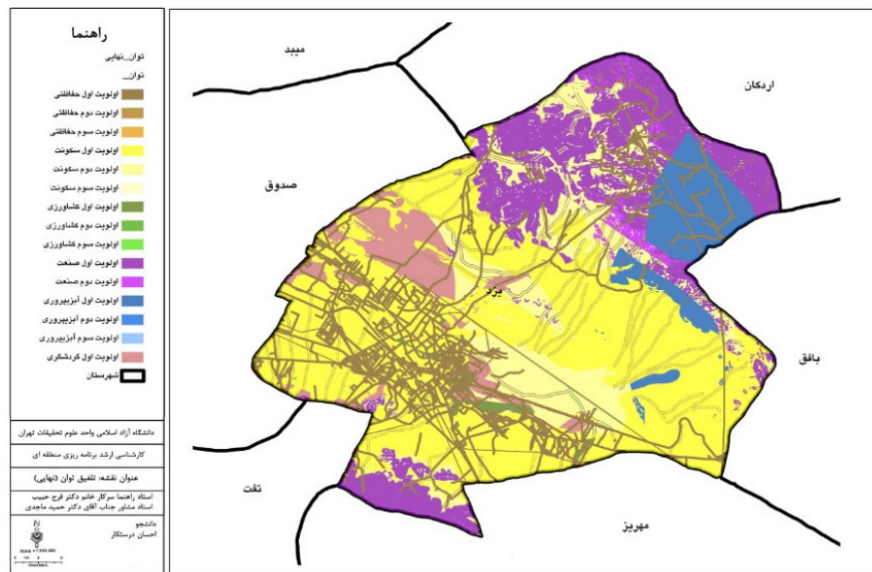 راهنما
توان_نهایی
توان_
اولویت اول حفاظتی
اولویت دوم حفاظتی
اولویت سوم حفاظتی
اولویت اول سکونت
اولویت دوم سکونت
اولویت سوم سکونت
اولویت اول کشاورزی
اولویت دوم کشاورزی
اولویت سوم کشاورزی
اولویت اول صنعت
اولویت دوم صنعت
اولویت اول آبزیپروری
اولویت دوم آبزیپروری
اولویت سوم آبزیپروری
اولویت اول گردشگری
شهرستان
دانشگاه آزاد اسلامی واحد علوم تحقیقات تهران
کارشناسی ارشد برنامه ریزی منطقه ای
عنوان نقشه: تلفیق توان (نهایی)
استاد راهنما سرکار خانم دکتر فرح حبیب
استاد مشاور جناب آقای دکتر حمید ماجدی
دانشجو
احسان درستکار
N
میبد
اردکان
صدوق
یزد
بافق
تفت
مهریز